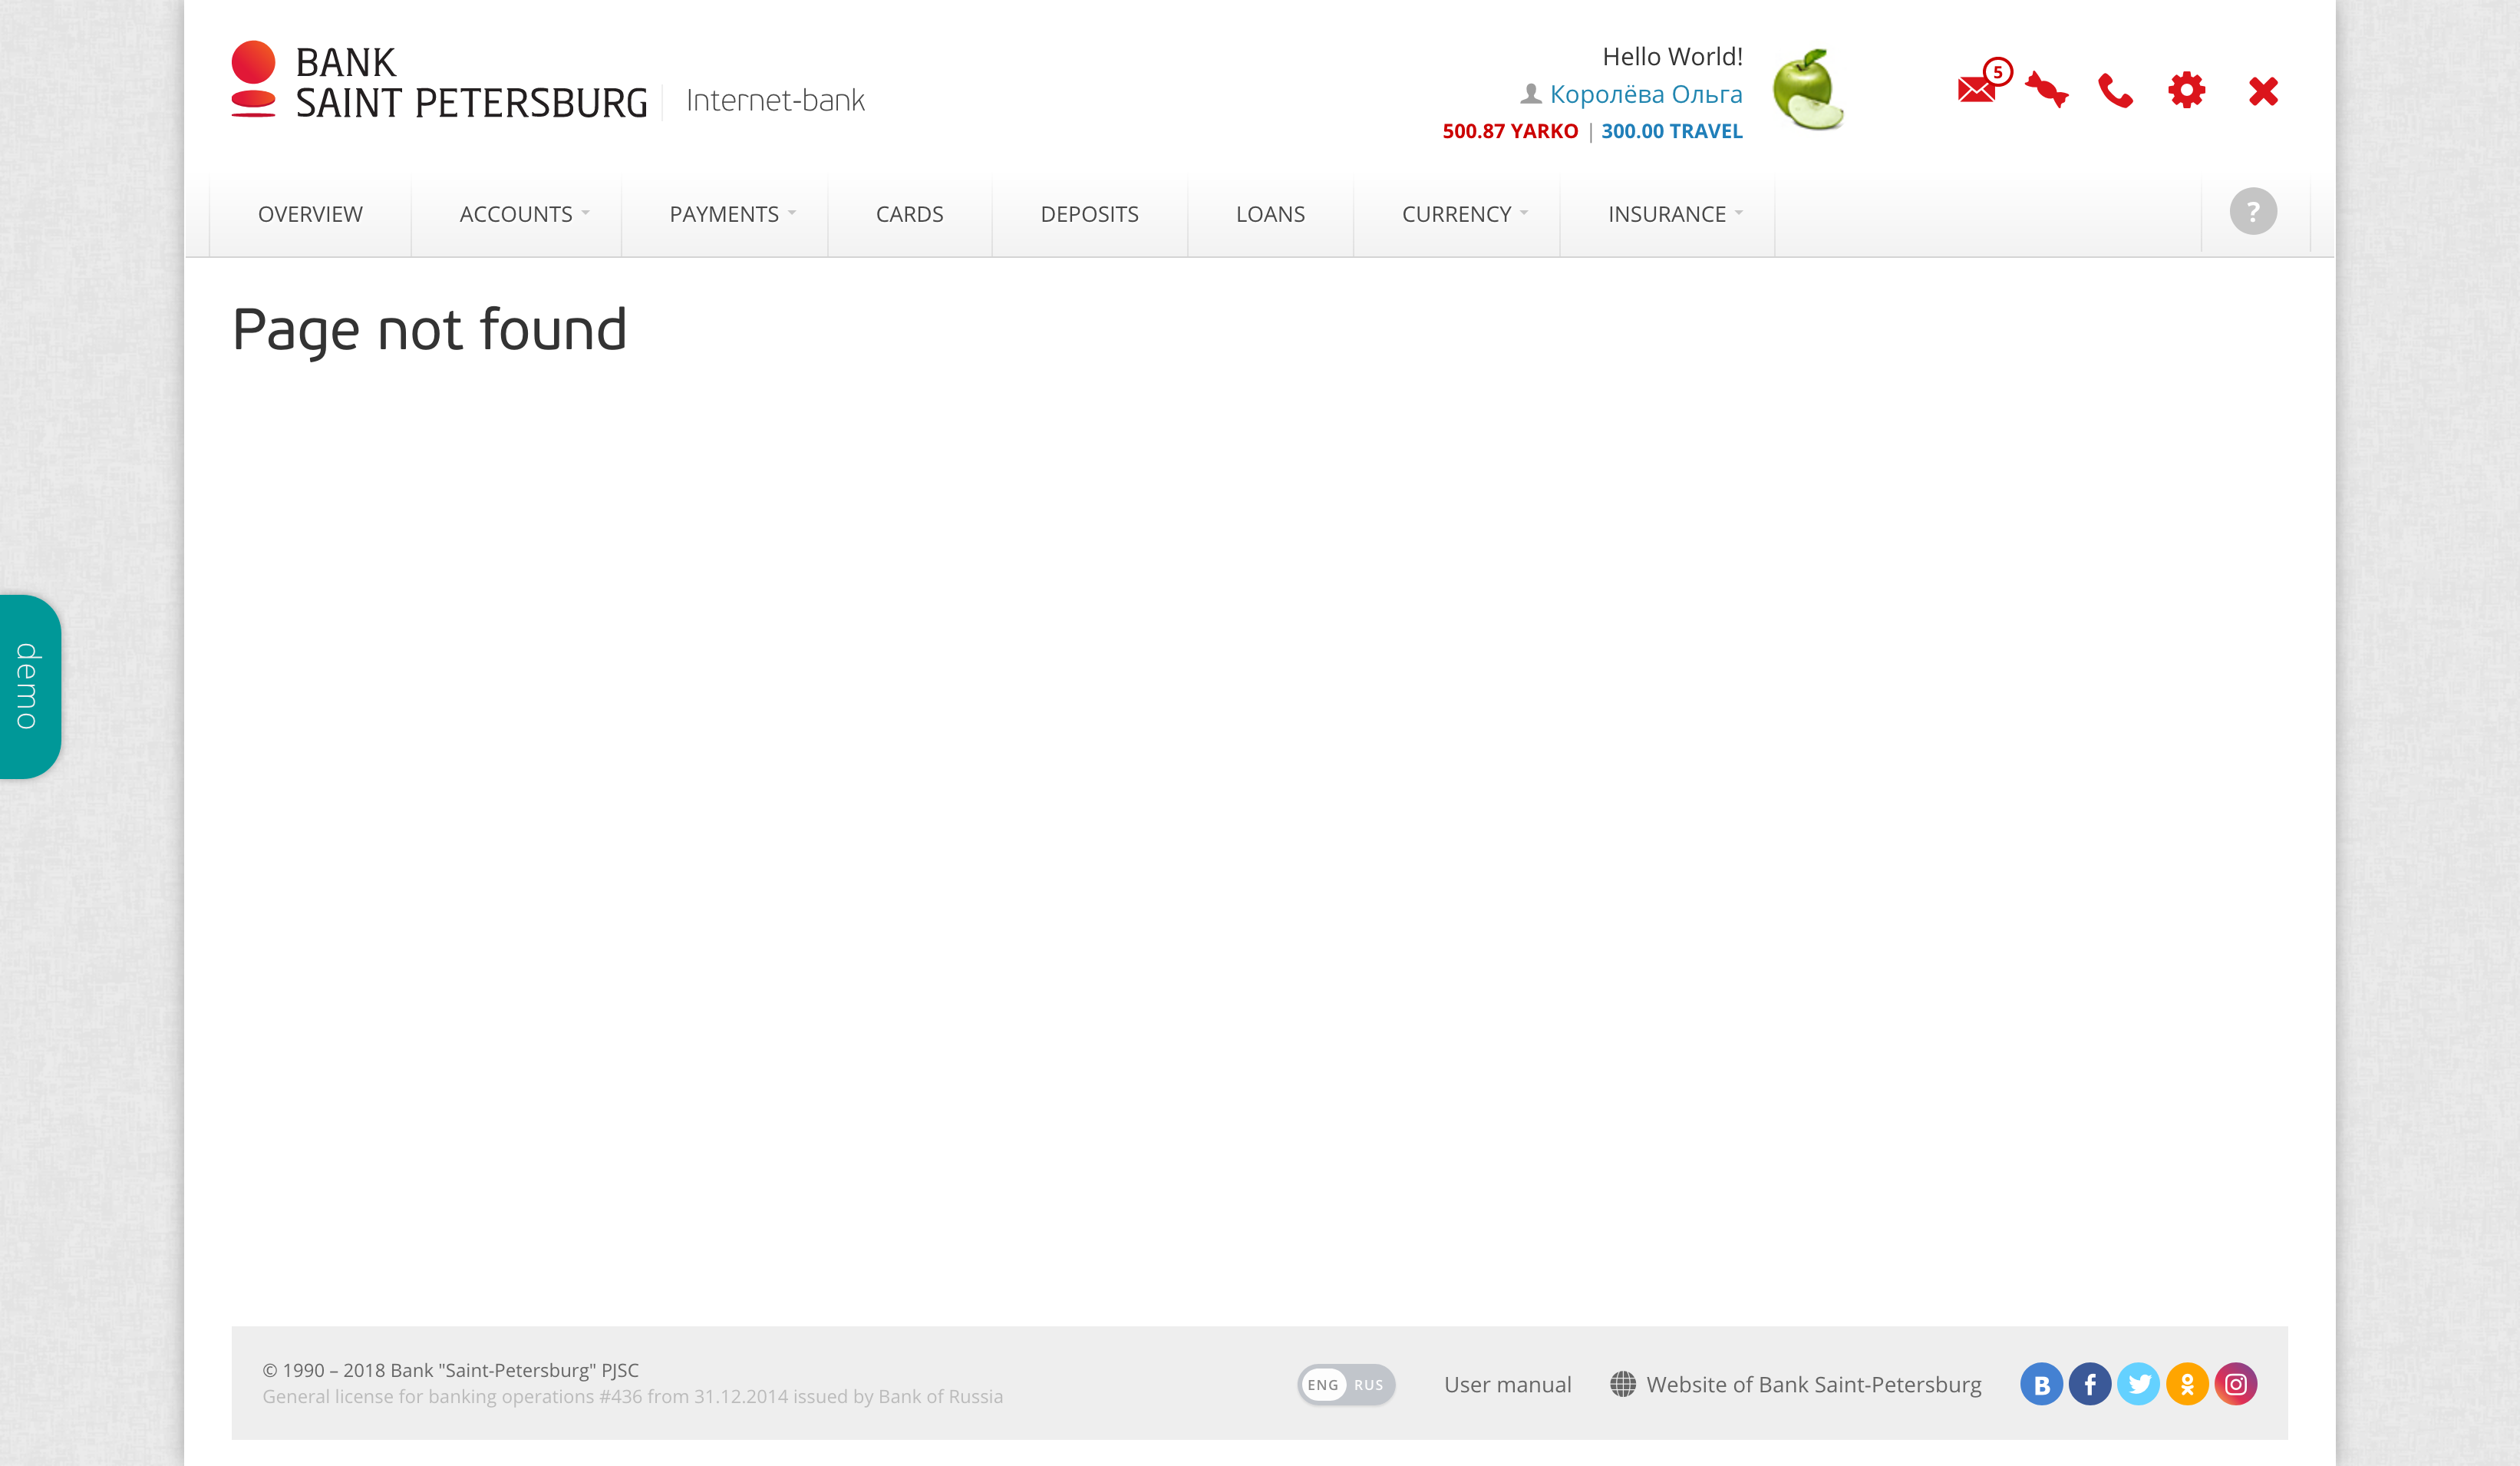 BANK
SAINT PETERSBURG
Internet-bank
Hello World!
Королёва Ольга
500.87 YARKO | 300.00 TRAVEL
5
OVERVIEW ACCOUNTS PAYMENTS CARDS DEPOSITS LOANS CURRENCY INSURANCE ?
Page not found
demo
© 1990 – 2018 Bank "Saint-Petersburg" PJSC
General license for banking operations #436 from 31.12.2014 issued by Bank of Russia
ENG RUS
User manual
Website of Bank Saint-Petersburg